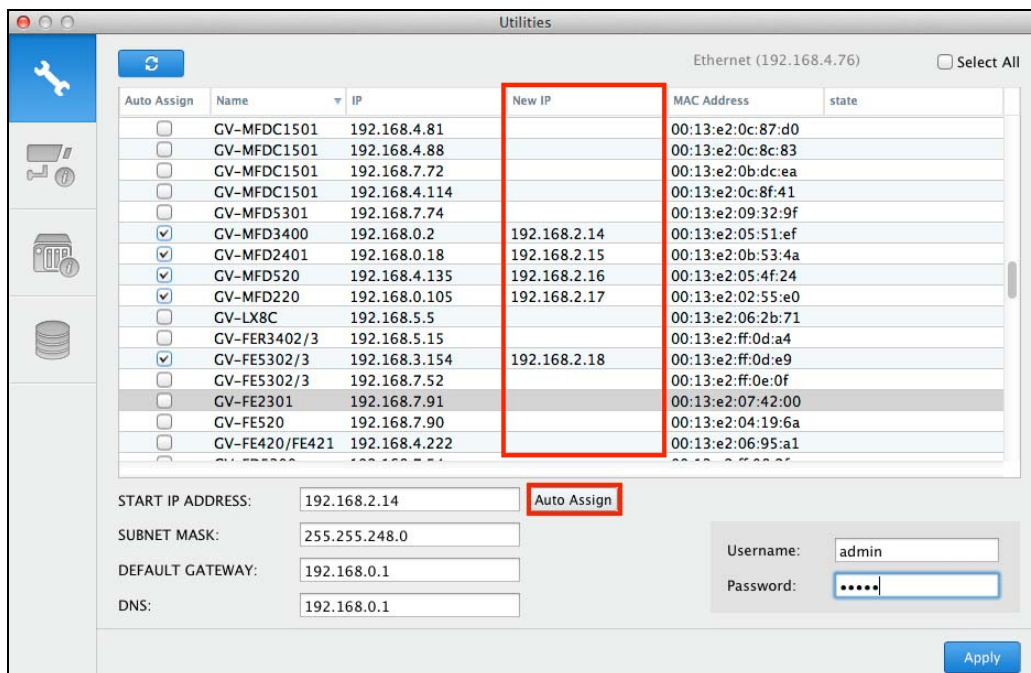 Utilities
Ethernet (192.168.4.76) Select All
Auto Assign Name IP New IP MAC Address state
GV-MFDC1501 192.168.4.81 00:13:e2:0c:87:d0
GV-MFDC1501 192.168.4.88 00:13:e2:0c:8c:83
GV-MFDC1501 192.168.7.72 00:13:e2:0b:dc:ea
GV-MFDC1501 192.168.4.114 00:13:e2:0c:8f:41
GV-MFD5301 192.168.7.74 00:13:e2:09:32:9f
GV-MFD3400 192.168.0.2 192.168.2.14 00:13:e2:05:51:ef
GV-MFD2401 192.168.0.18 192.168.2.15 00:13:e2:0b:53:4a
GV-MFD520 192.168.4.135 192.168.2.16 00:13:e2:05:4f:24
GV-MFD220 192.168.0.105 192.168.2.17 00:13:e2:02:55:e0
GV-LX8C 192.168.5.5 00:13:e2:06:2b:71
GV-FER3402/3 192.168.5.15 00:13:e2:ff:0d:a4
GV-FE5302/3 192.168.3.154 192.168.2.18 00:13:e2:ff:0d:e9
GV-FE5302/3 192.168.7.52 00:13:e2:ff:0e:0f
GV-FE2301 192.168.7.91 00:13:e2:07:42:00
GV-FE520 192.168.7.90 00:13:e2:04:19:6a
GV-FE420/FE421 192.168.4.222 00:13:e2:06:95:a1
START IP ADDRESS: 192.168.2.14 Auto Assign
SUBNET MASK: 255.255.248.0
DEFAULT GATEWAY: 192.168.0.1
DNS: 192.168.0.1
Username: admin
Password: •••••
Apply